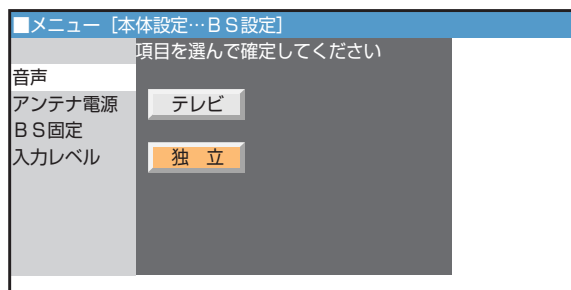 ■メニュー [本体設定…BS設定]
項目を選んで確定してください
音声
アンテナ電源
テレビ
BS固定
入力レベル
独 立